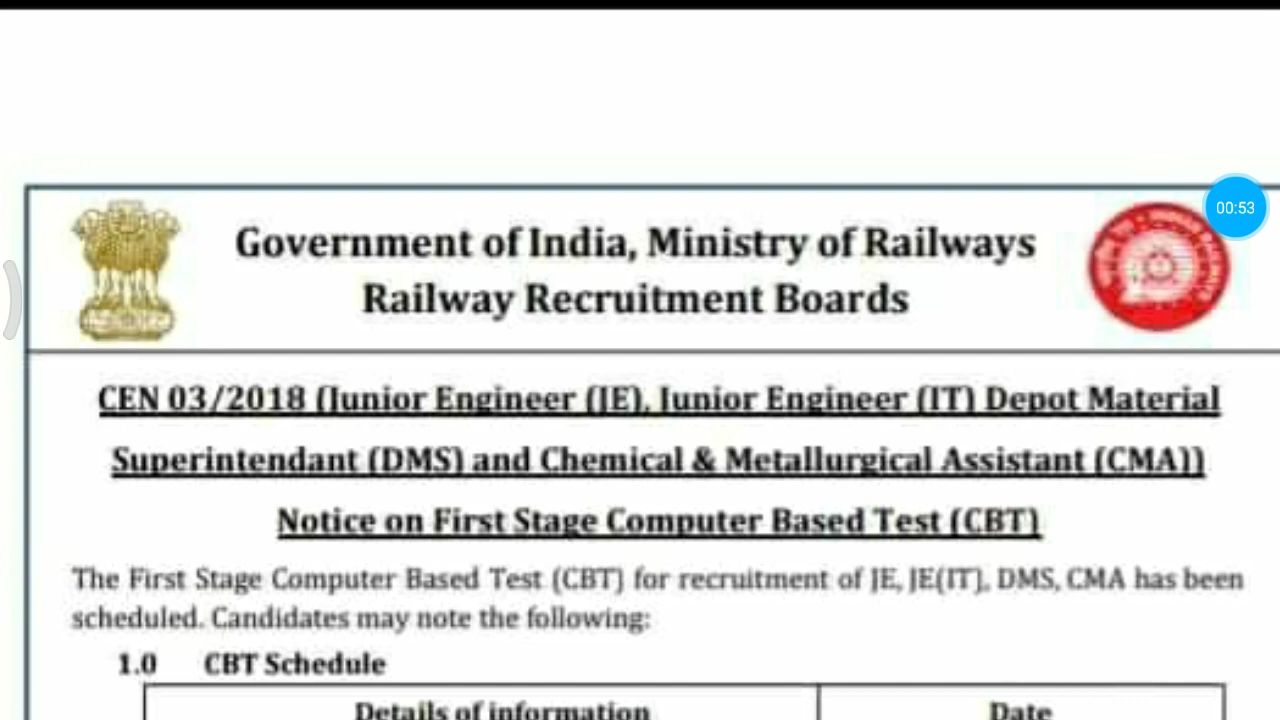 00:53
Government of India, Ministry of Railways
Railway Recruitment Boards
CEN 03/2018 (Junior Engineer (JE), Junior Engineer (IT) Depot Material
Superintendant (DMS) and Chemical & Metallurgical Assistant (CMA))
Notice on First Stage Computer Based Test (CBT)
The First Stage Computer Based Test (CBT) for recruitment of JE, JE(IT), DMS, CMA has been
scheduled. Candidates may note the following:
1.0 CBT Schedule
Details of information Date